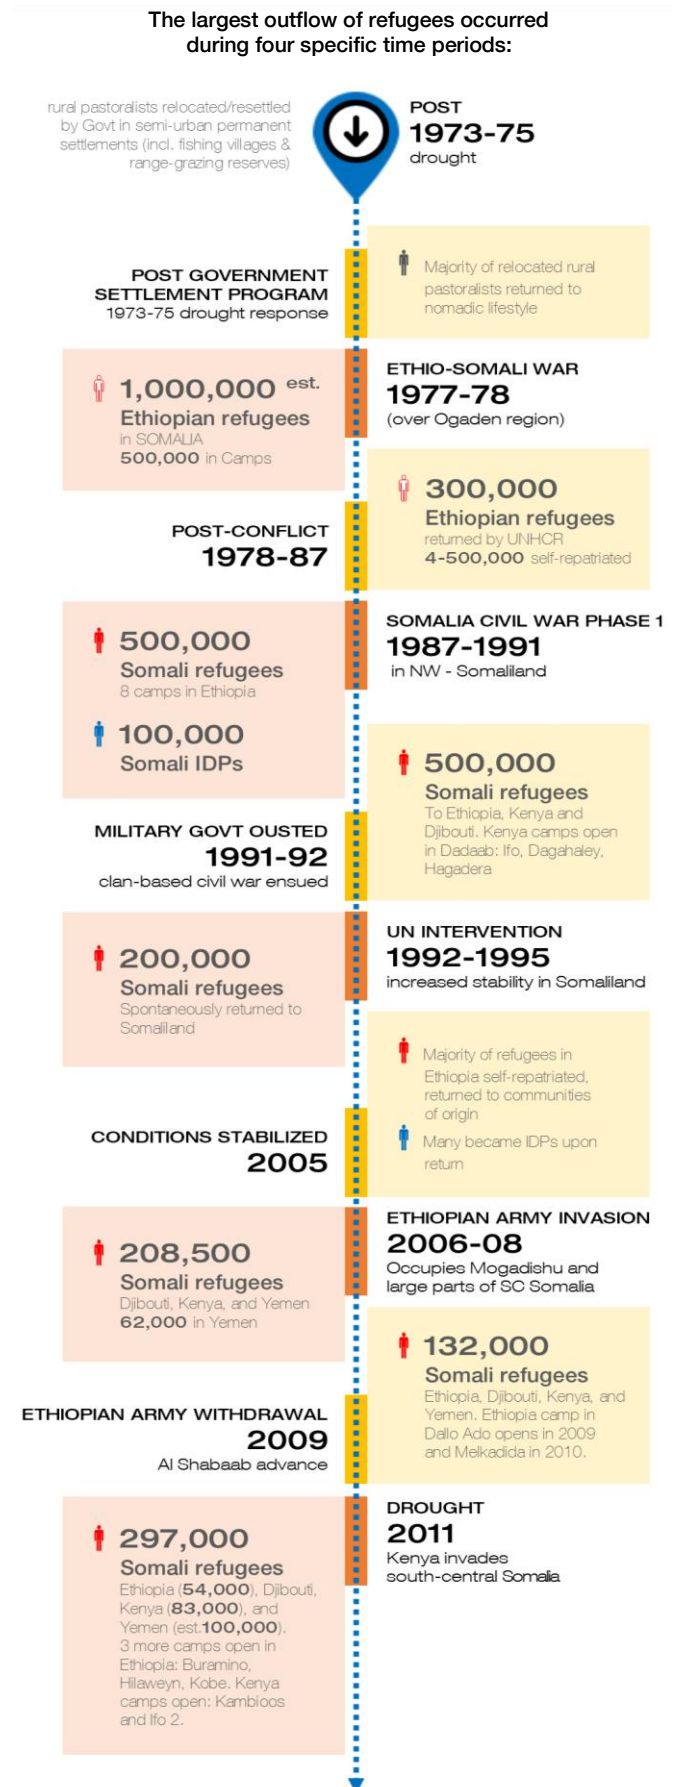 The largest outflow of refugees occurred
during four specific time periods:
rural pastoralists relocated/resettled
by Govt in semi-urban permanent
settlements (incl. fishing villages &
range-grazing reserves)
POST
1973-75
drought
POST GOVERNMENT
SETTLEMENT PROGRAM
1973-75 drought response
Majority of relocated rural
pastoralists returned to
nomadic lifestyle
ETHIO-SOMALI WAR
1977-78
(over Ogaden region)
1,000,000 est.
Ethiopian refugees
in SOMALIA
500,000 in Camps
POST-CONFLICT
1978-87
300,000
Ethiopian refugees
returned by UNHCR
4-500,000 self-repatriated
SOMALIA CIVIL WAR PHASE 1
1987-1991
in NW - Somaliland
500,000
Somali refugees
8 camps in Ethiopia
100,000
Somali IDPs
MILITARY GOVT OUSTED
1991-92
clan-based civil war ensued
500,000
Somali refugees
To Ethiopia, Kenya and
Djibouti. Kenya camps open
in Dadaab: Ifo, Dagahaley,
Hagadera
UN INTERVENTION
1992-1995
increased stability in Somaliland
200,000
Somali refugees
Spontaneously returned to
Somaliland
CONDITIONS STABILIZED
2005
Majority of refugees in
Ethiopia self-repatriated,
returned to communities
of origin
Many became IDPs upon
return
ETHIOPIAN ARMY INVASION
2006-08
Occupies Mogadishu and
large parts of SC Somalia
208,500
Somali refugees
Djibouti, Kenya, and Yemen
62,000 in Yemen
ETHIOPIAN ARMY WITHDRAWAL
2009
Al Shabaab advance
132,000
Somali refugees
Ethiopia, Djibouti, Kenya, and
Yemen. Ethiopia camp in
Dallo Ado opens in 2009
and Melkadida in 2010.
DROUGHT
2011
Kenya invades
south-central Somalia
297,000
Somali refugees
Ethiopia (54,000), Djibouti,
Kenya (83,000), and
Yemen (est.100,000).
3 more camps open in
Ethiopia: Buramino,
Hilaweyn, Kobe. Kenya
camps open: Kambioos
and Ifo 2.